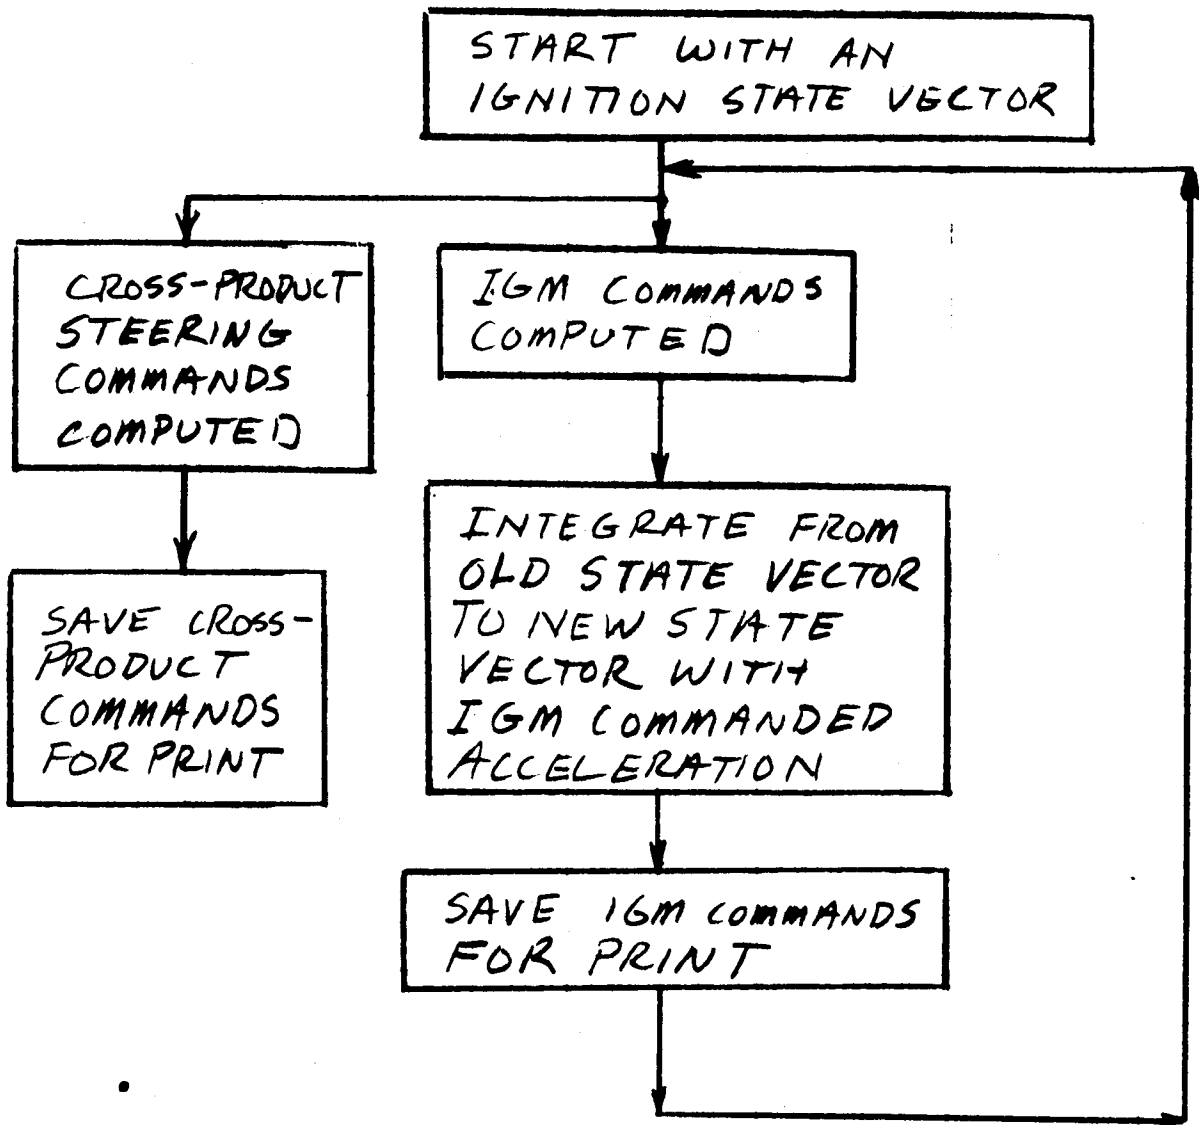 START WITH AN
IGNITION STATE VECTOR
CROSS-PRODUCT
STEERING
COMMANDS
COMPUTED
IGM COMMANDS
COMPUTED
SAVE CROSS-
PRODUCT
COMMANDS
FOR PRINT
INTEGRATE FROM
OLD STATE VECTOR
TO NEW STATE
VECTOR WITH
IGM COMMANDED
ACCELERATION
SAVE IGM COMMANDS
FOR PRINT